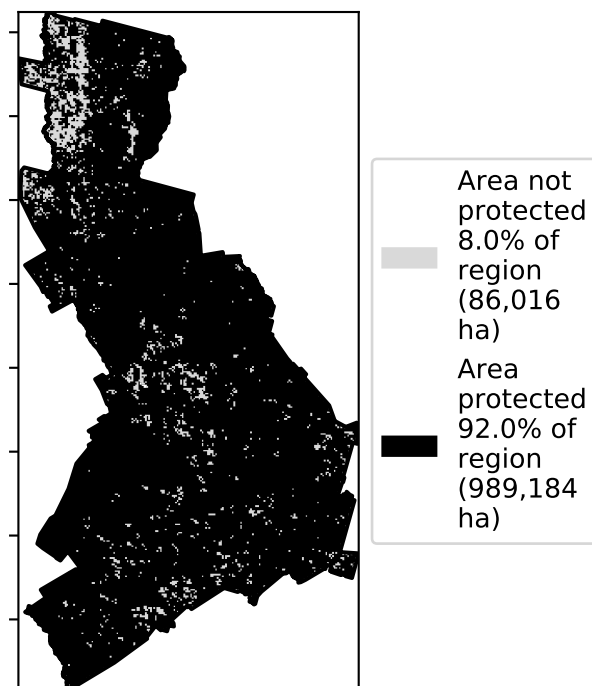 Area not
protected
8.0% of
region
(86,016
ha)
Area
protected
92.0% of
region
(989,184
ha)